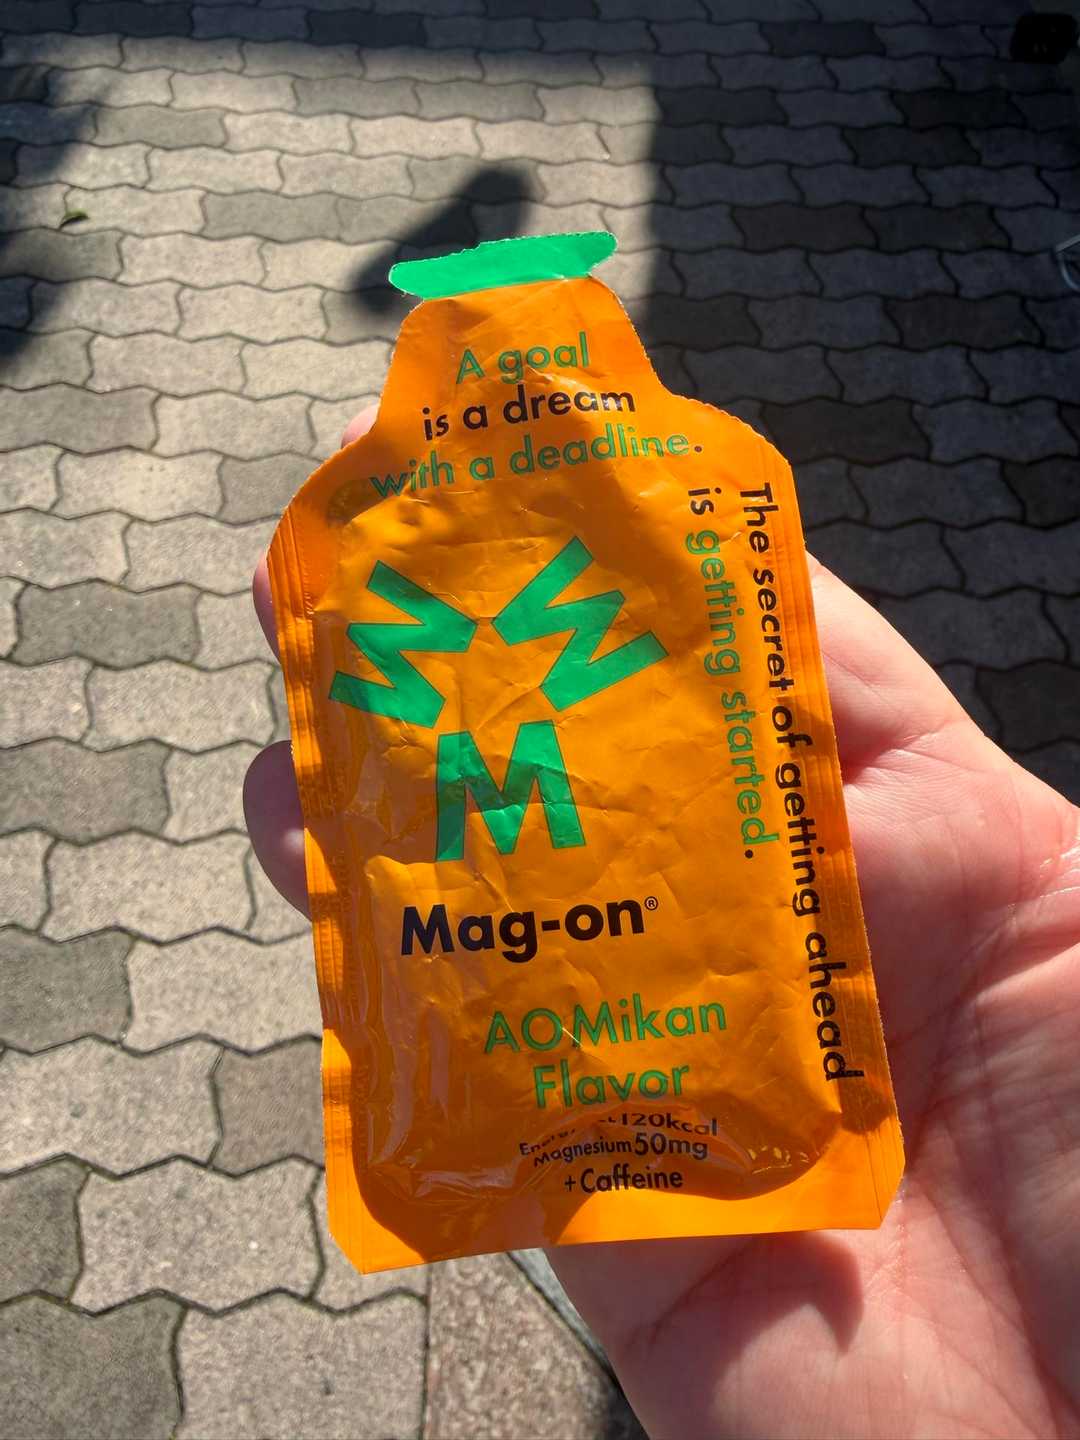 A goal
is a dream
with a deadline.
The secret of getting ahead
is getting started.
M M M
Mag-on®
AOMikan
Flavor
120kcal
Magnesium 50mg
+Caffeine